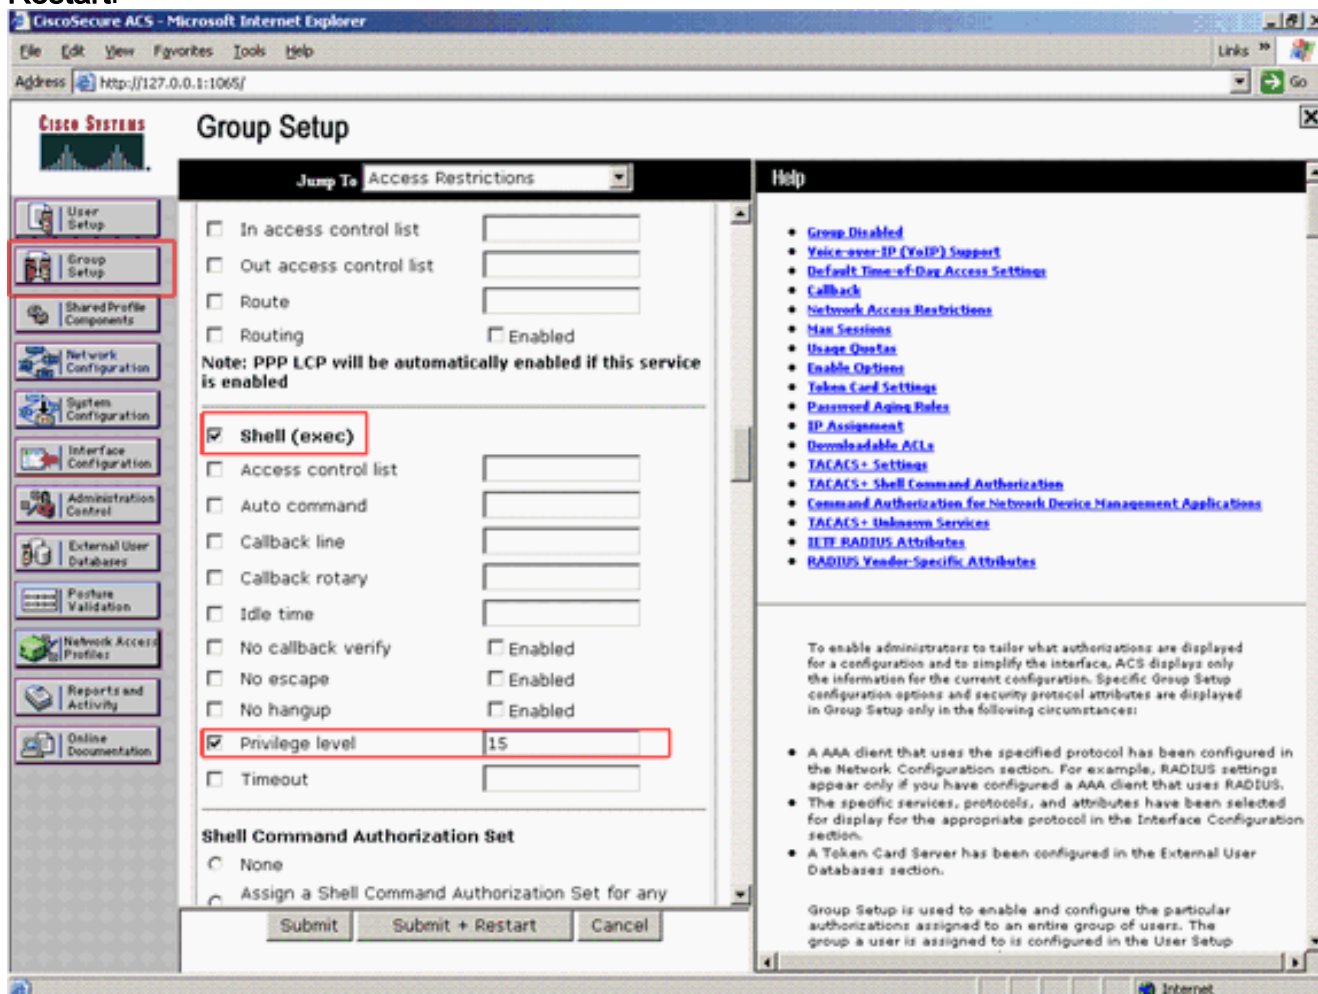 Restart.
CiscoSecure ACS - Microsoft Internet Explorer
File Edit View Favorites Tools Help
Links »
Address http://127.0.0.1:1065/
Go
CISCO SYSTEMS
Group Setup
Jump To Access Restrictions
Help
User
Setup
Group
Setup
Shared Profile
Components
Network
Configuration
System
Configuration
Interface
Configuration
Administration
Control
External User
Databases
Posture
Validation
Network Access
Profiles
Reports and
Activity
Online
Documentation
In access control list
Out access control list
Route
Routing Enabled
Note: PPP LCP will be automatically enabled if this service
is enabled
Shell (exec)
Access control list
Auto command
Callback line
Callback rotary
Idle time
No callback verify Enabled
No escape Enabled
No hangup Enabled
Privilege level 15
Timeout
Shell Command Authorization Set
None
Assign a Shell Command Authorization Set for any
Submit Submit + Restart Cancel
Group Disabled
Voice-over-IP (VoIP) Support
Default Time-of-Day Access Settings
Callback
Network Access Restrictions
Max Sessions
Usage Quotas
Enable Options
Token Card Settings
Password Aging Rules
IP Assignment
Downloadable ACLs
TACACS+ Settings
TACACS+ Shell Command Authorization
Command Authorization for Network Device Management Applications
TACACS+ Unknown Services
IETF RADIUS Attributes
RADIUS Vendor-Specific Attributes
To enable administrators to tailor what authorizations are displayed
for a configuration and to simplify the interface, ACS displays only
the information for the current configuration. Specific Group Setup
configuration options and security protocol attributes are displayed
in Group Setup only in the following circumstances:
A AAA client that uses the specified protocol has been configured in
the Network Configuration section. For example, RADIUS settings
appear only if you have configured a AAA client that uses RADIUS.
The specific services, protocols, and attributes have been selected
for display for the appropriate protocol in the Interface Configuration
section.
A Token Card Server has been configured in the External User
Databases section.
Group Setup is used to enable and configure the particular
authorizations assigned to an entire group of users. The
group a user is assigned to is configured in the User Setup
Internet